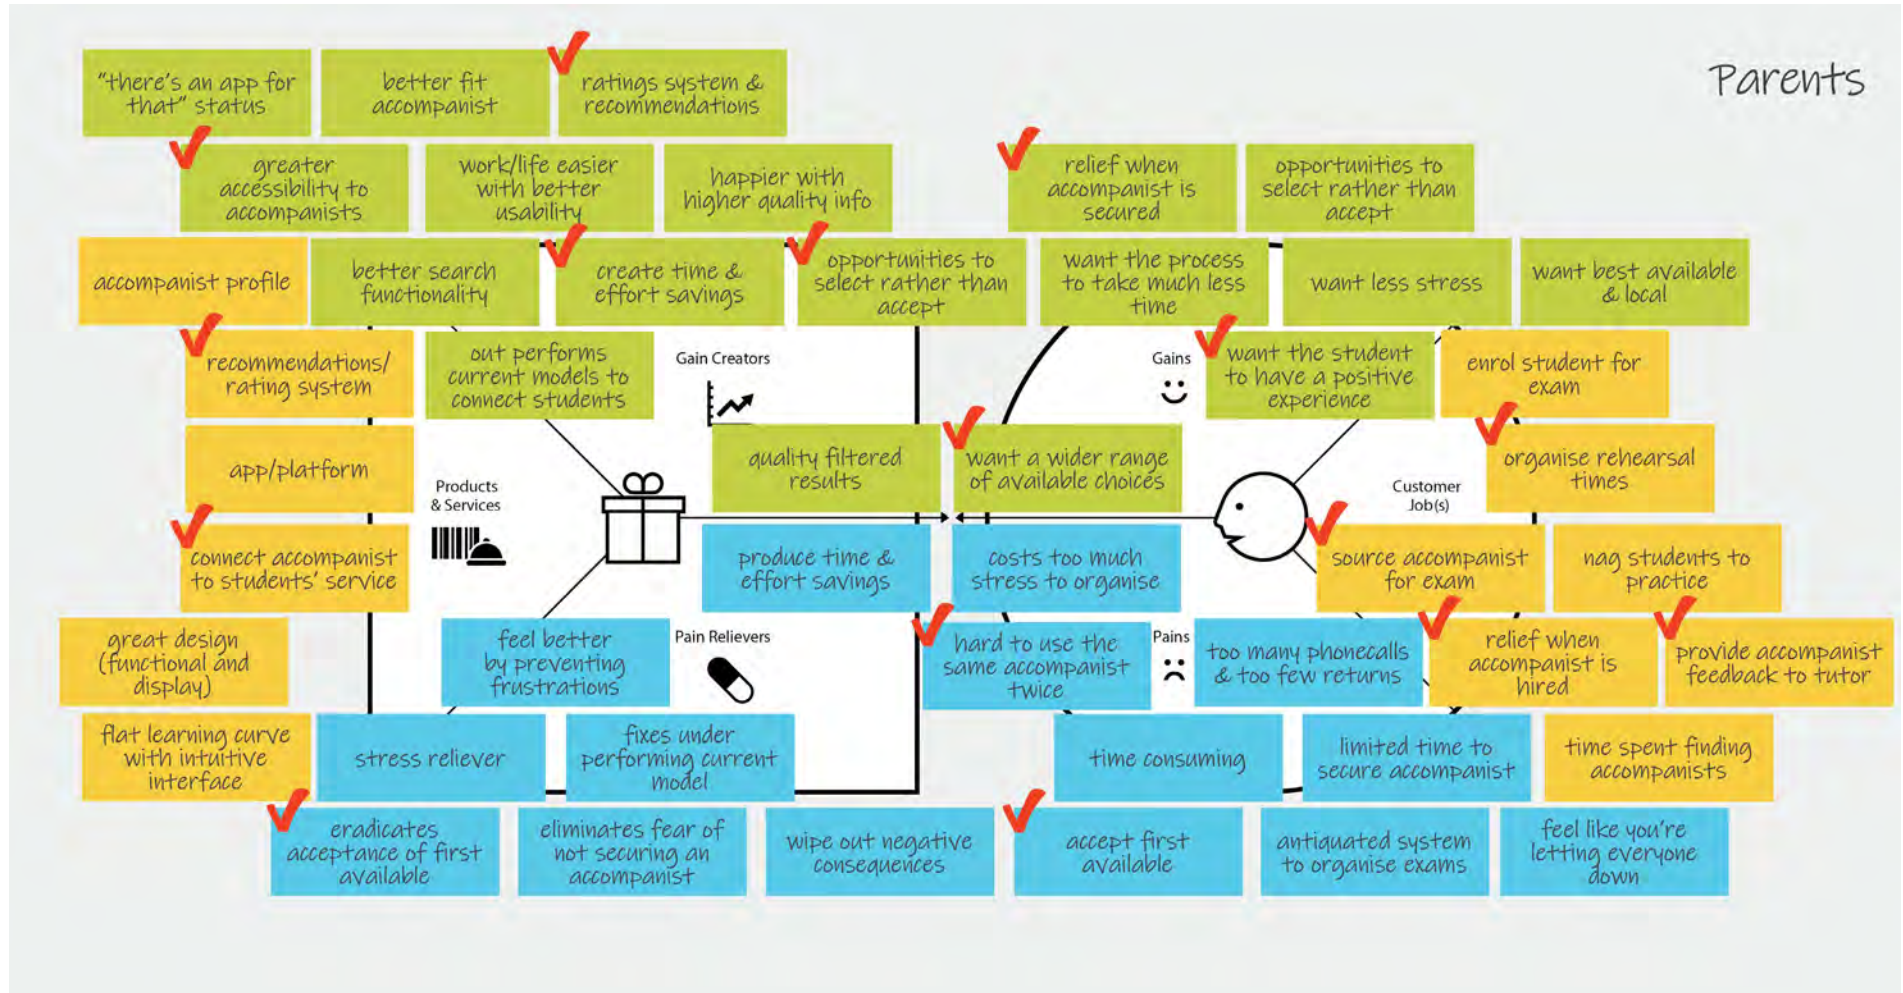 Parents
"there's an app for
that" status
better fit
accompanist
ratings system &
recommendations
greater
accessibility to
accompanists
work/life easier
with better
usability
happier with
higher quality info
relief when
accompanist is
secured
opportunities to
select rather than
accept
accompanist profile
better search
functionality
create time &
effort savings
opportunities to
select rather than
accept
want the process
to take much less
time
want less stress
want best available
& local
recommendations/
rating system
out performs
current models to
connect students
Gain Creators
Gains
want the student
to have a positive
experience
enrol student for
exam
app/platform
Products
& Services
quality filtered
results
want a wider range
of available choices
Customer
Job(s)
organise rehearsal
times
connect accompanist
to students' service
produce time &
effort savings
costs too much
stress to organise
source accompanist
for exam
nag students to
practice
great design
(functional and
display)
feel better
by preventing
frustrations
Pain Relievers
hard to use the
same accompanist
twice
Pains
too many phonecalls
& too few returns
relief when
accompanist is
hired
provide accompanist
feedback to tutor
flat learning curve
with intuitive
interface
stress reliever
fixes under
performing current
model
time consuming
limited time to
secure accompanist
time spent finding
accompanists
eradicates
acceptance of first
available
eliminates fear of
not securing an
accompanist
wipe out negative
consequences
accept first
available
antiquated system
to organise exams
feel like you're
letting everyone
down